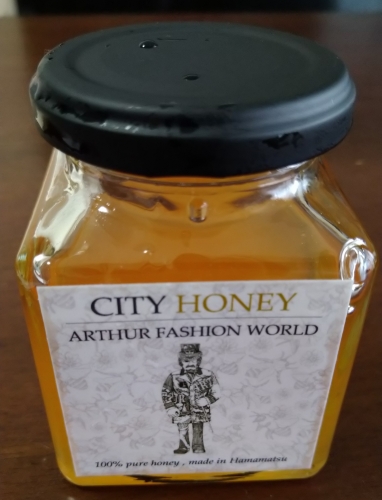 CITY HONEY
ARTHUR FASHION WORLD
100% pure honey , made in Hamamatsu